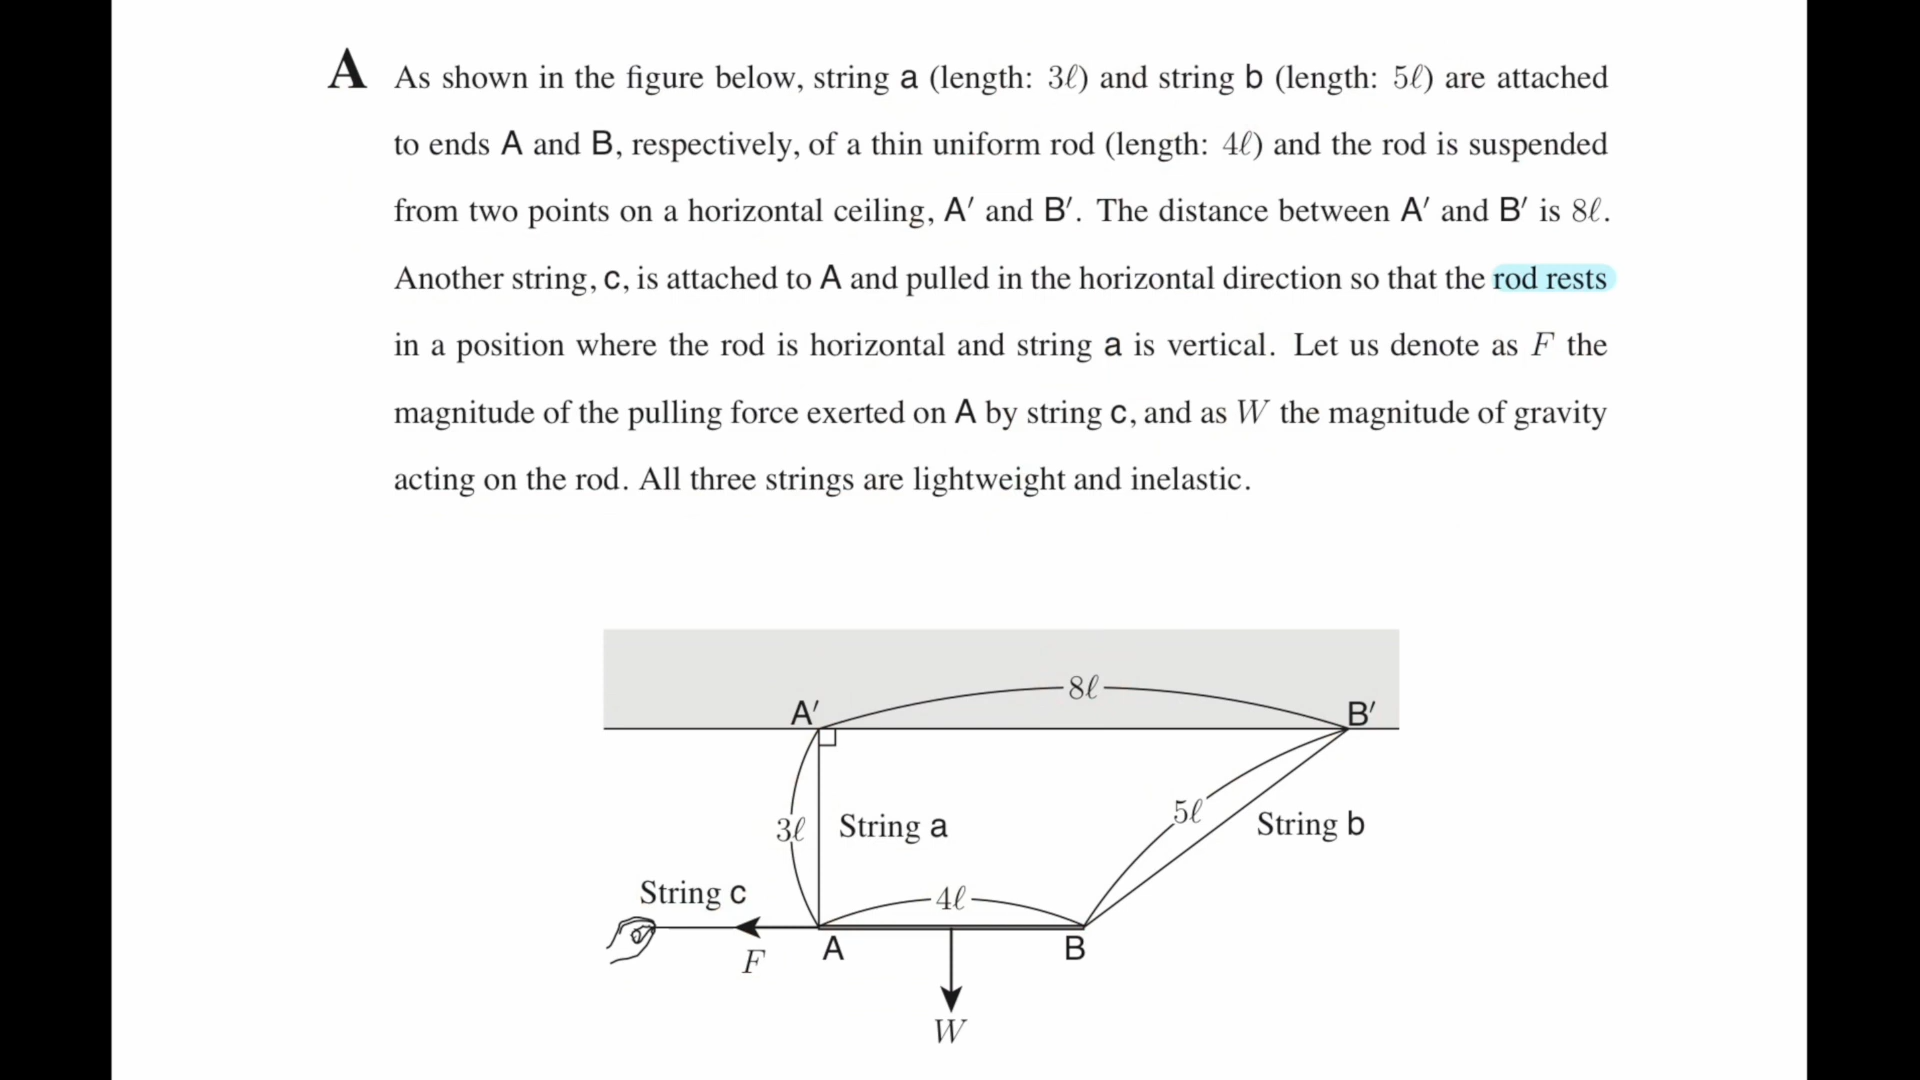 A As shown in the figure below, string a (length: 3ℓ) and string b (length: 5ℓ) are attached
to ends A and B, respectively, of a thin uniform rod (length: 4ℓ) and the rod is suspended
from two points on a horizontal ceiling, A′ and B′. The distance between A′ and B′ is 8ℓ.
Another string, c, is attached to A and pulled in the horizontal direction so that the rod rests
in a position where the rod is horizontal and string a is vertical. Let us denote as F the
magnitude of the pulling force exerted on A by string c, and as W the magnitude of gravity
acting on the rod. All three strings are lightweight and inelastic.
8ℓ
A′ B′
3ℓ String a 5ℓ String b
String c 4ℓ
F A B
W